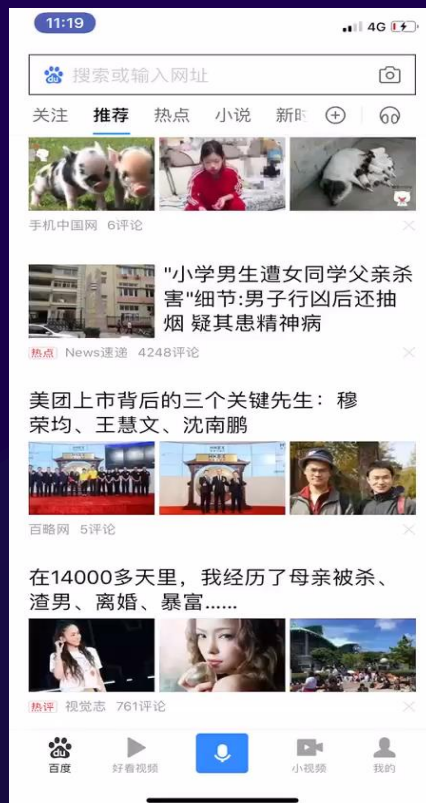 11:19
4G
du 搜索或输入网址
关注 推荐 热点 小说 新时
手机中国网 6评论
"小学男生遭女同学父亲杀
害"细节:男子行凶后还抽
烟 疑其患精神病
热点 News速递 4248评论
美团上市背后的三个关键先生：穆
荣均、王慧文、沈南鹏
百略网 5评论
在14000多天里，我经历了母亲被杀、
渣男、离婚、暴富......
热评 视觉志 761评论
du
百度 好看视频 小视频 我的